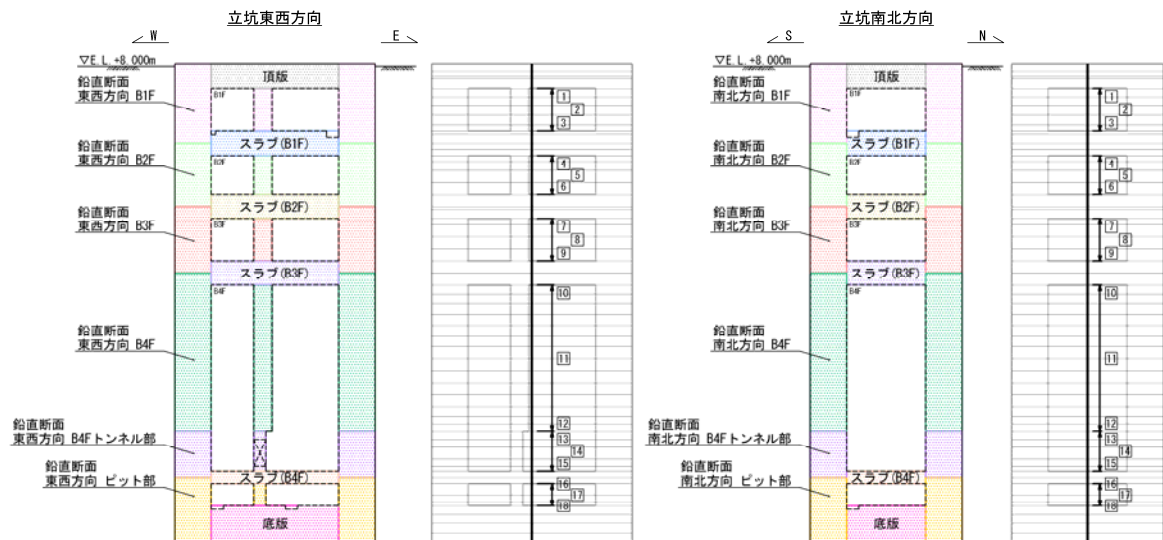 立坑東西方向
W
E
▽E.L.+8,000m
頂版
鉛直断面
東西方向 B1F
B1F
スラブ(B1F)
鉛直断面
東西方向 B2F
B2F
スラブ(B2F)
鉛直断面
東西方向 B3F
B3F
スラブ(B3F)
B4F
鉛直断面
東西方向 B4F
鉛直断面
東西方向 B4Fトンネル部
鉛直断面
東西方向 ピット部
スラブ(B4F)
底版
1
2
3
4
5
6
7
8
9
10
11
12
13
14
15
16
17
18
立坑南北方向
S
N
▽E.L.+8,000m
頂版
鉛直断面
南北方向 B1F
B1F
スラブ(B1F)
鉛直断面
南北方向 B2F
B2F
スラブ(B2F)
鉛直断面
南北方向 B3F
B3F
スラブ(B3F)
B4F
鉛直断面
南北方向 B4F
鉛直断面
南北方向 B4Fトンネル部
鉛直断面
南北方向 ピット部
スラブ(B4F)
底版
1
2
3
4
5
6
7
8
9
10
11
12
13
14
15
16
17
18